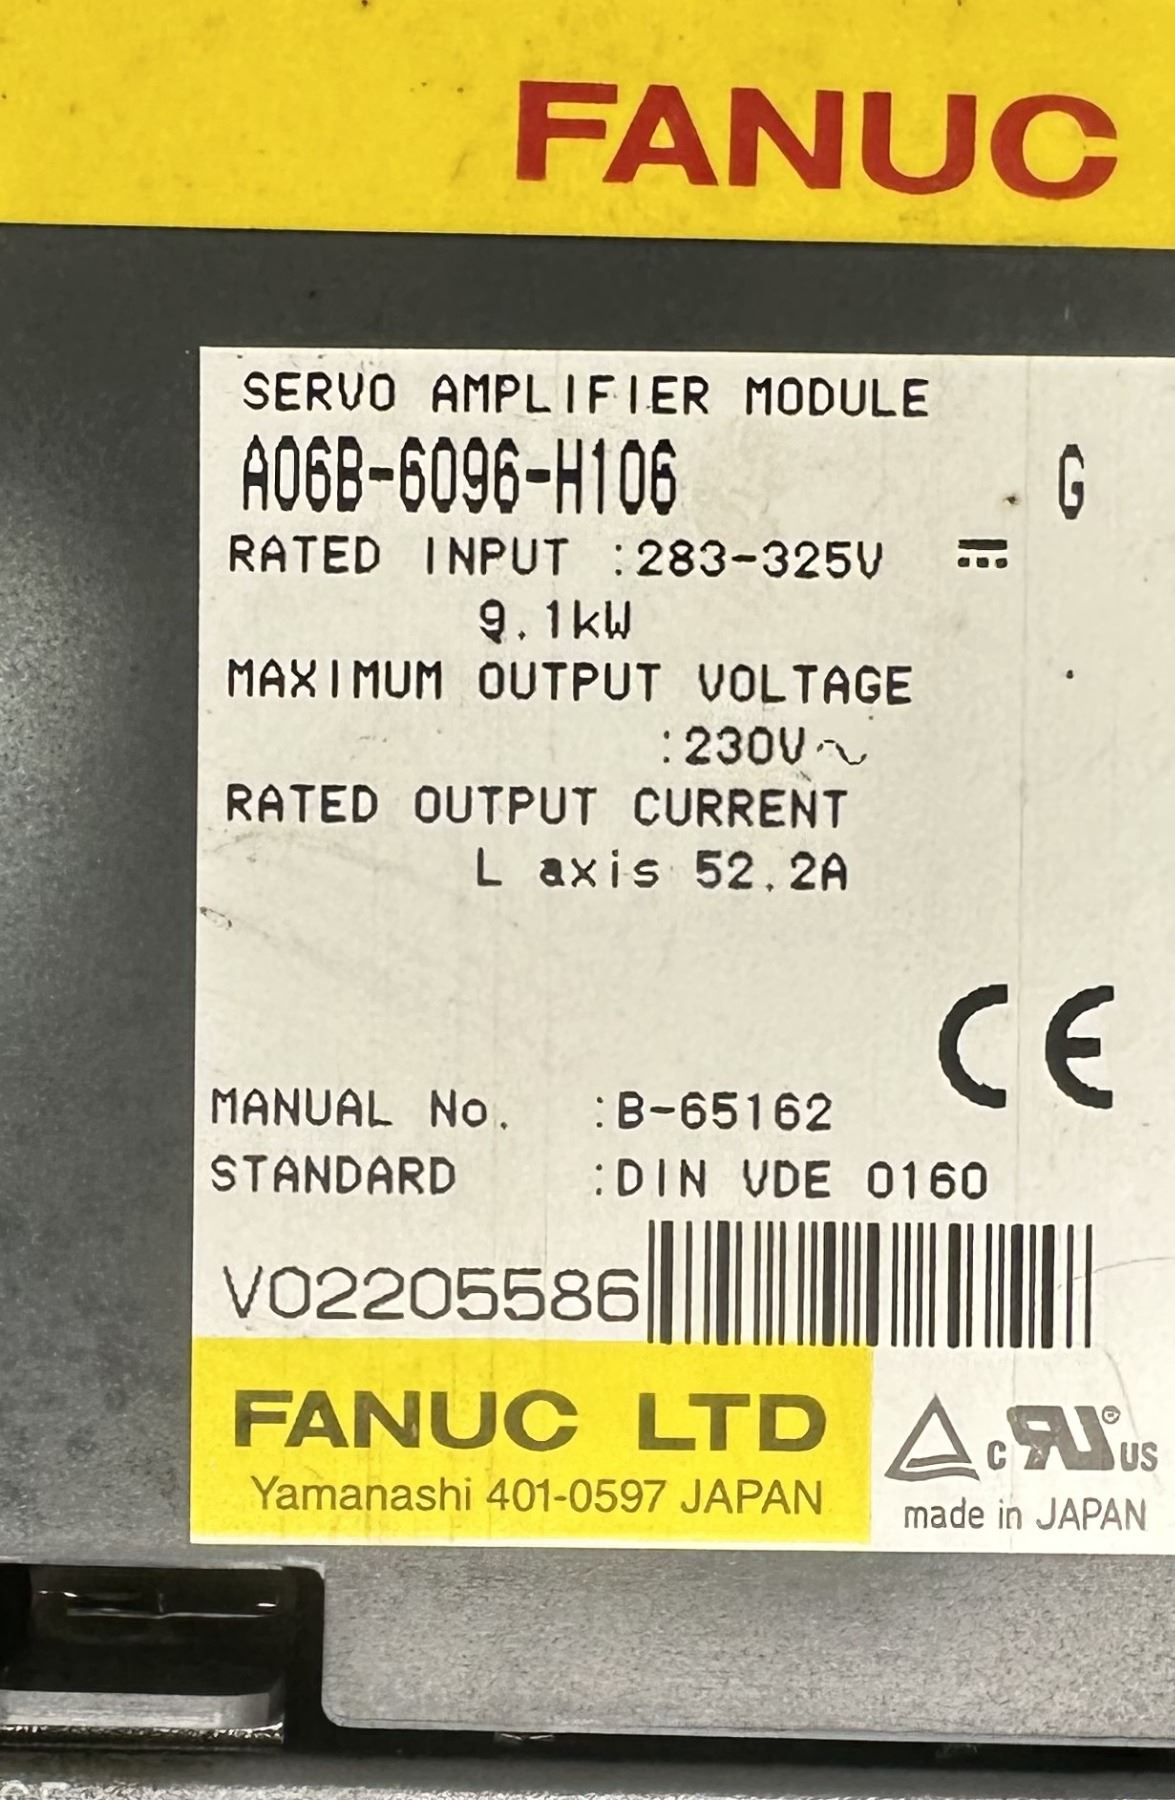 FANUC
SERVO AMPLIFIER MODULE
A06B-6096-H106 G
RATED INPUT :283-325V ⎓
9.1kW
MAXIMUM OUTPUT VOLTAGE
:230V~
RATED OUTPUT CURRENT
L axis 52.2A
CE
MANUAL No. :B-65162
STANDARD :DIN VDE 0160
V02205586
FANUC LTD
Yamanashi 401-0597 JAPAN
c RU ® US
made in JAPAN